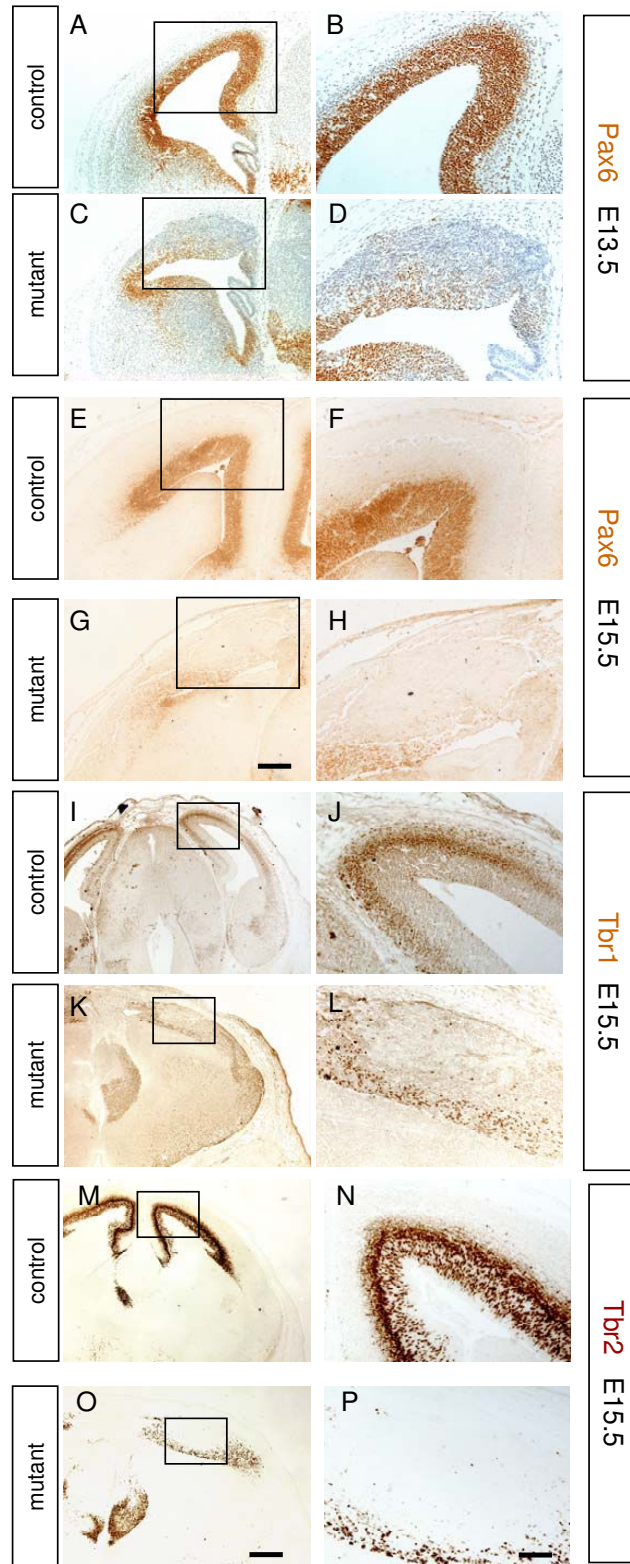 A
B
control
C
D
mutant
Pax6 E13.5
E
F
control
G
H
mutant
Pax6 E15.5
I
J
control
K
L
mutant
Tbr1 E15.5
M
N
control
O
P
mutant
Tbr2 E15.5